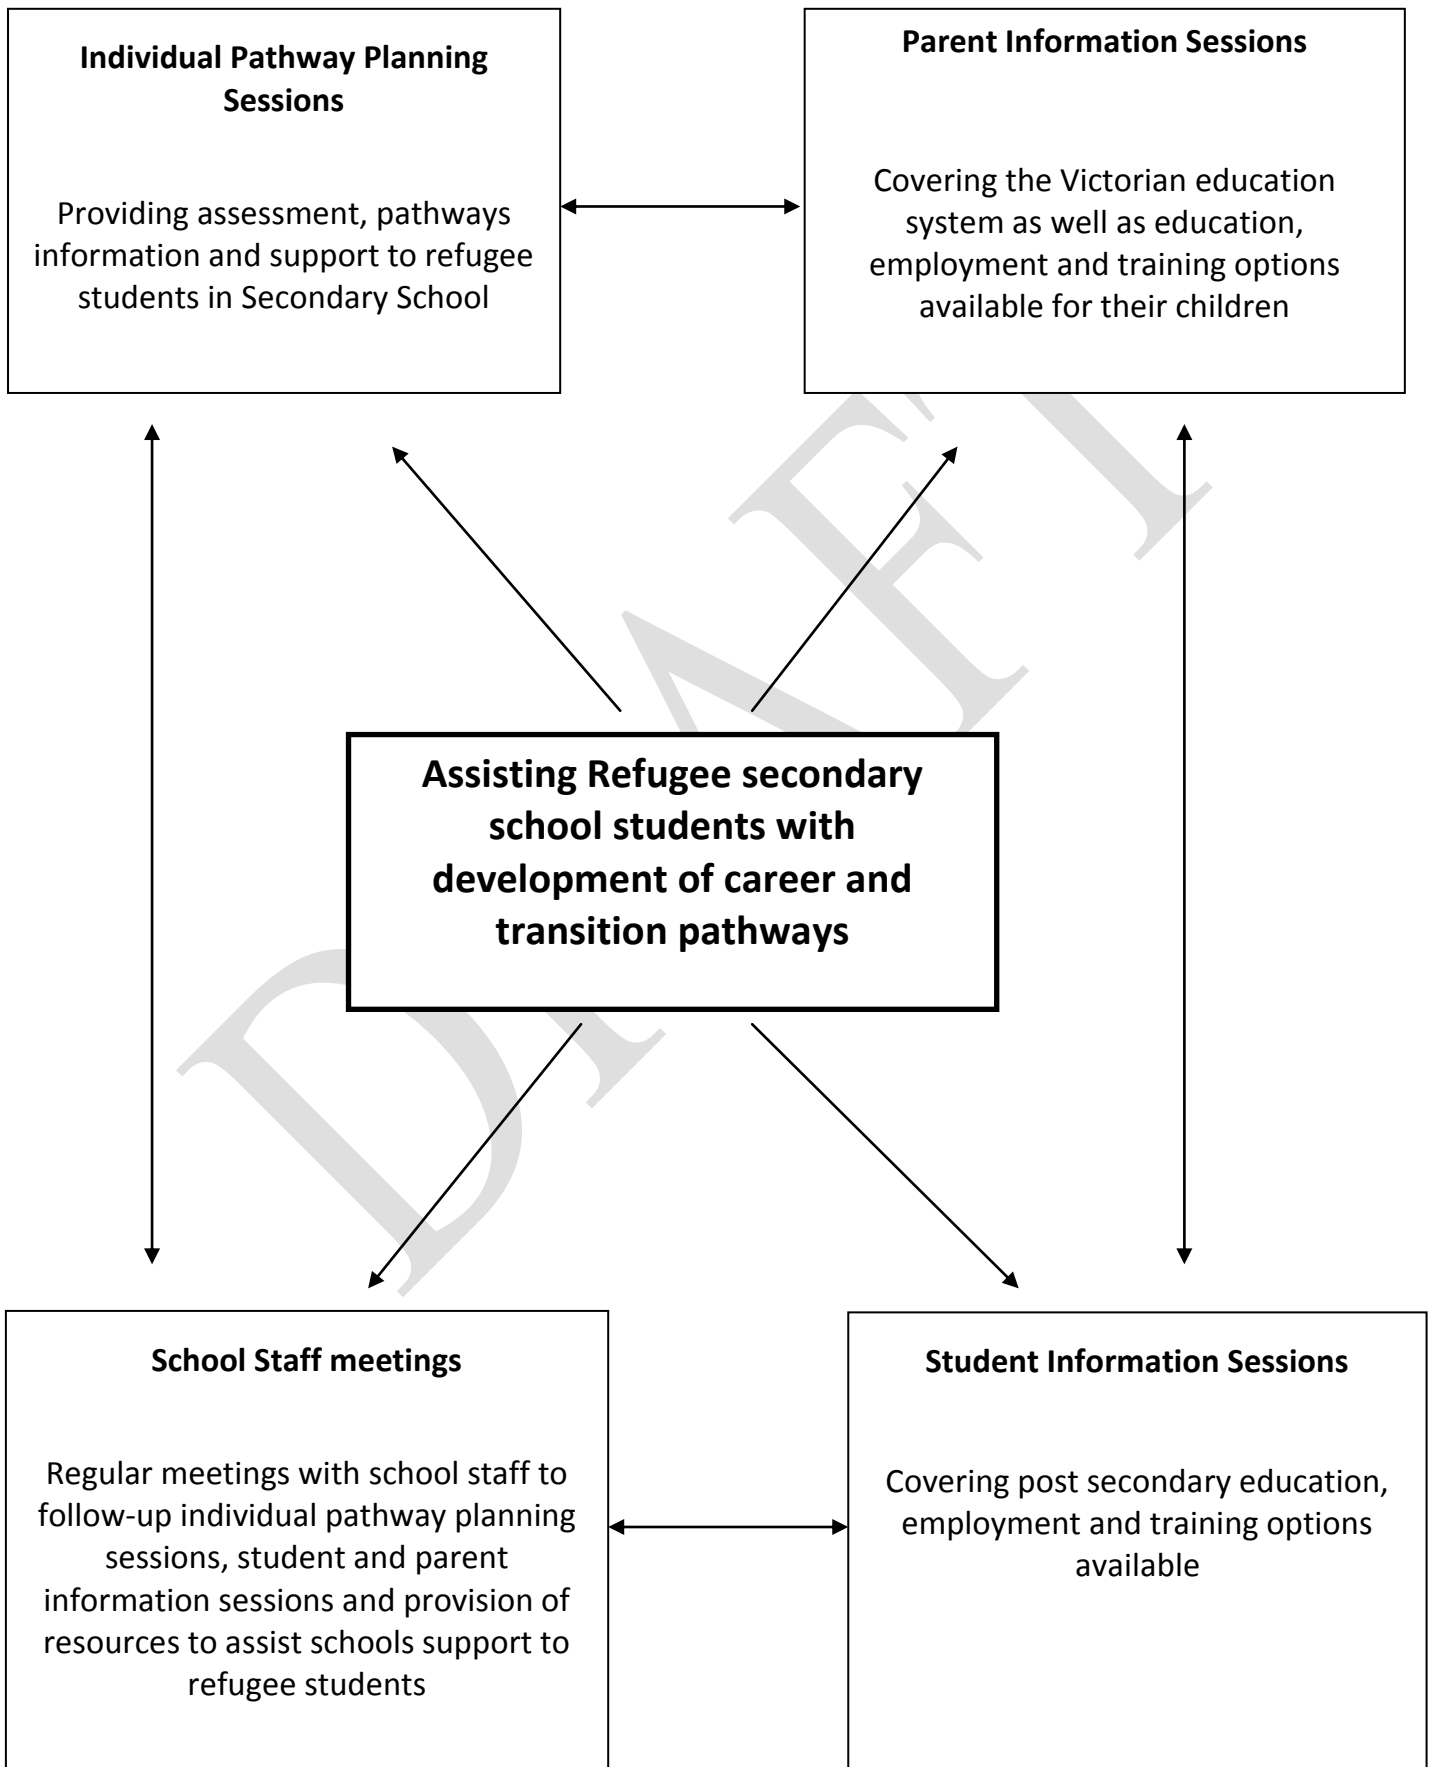 Individual Pathway Planning
Sessions
Providing assessment, pathways
information and support to refugee
students in Secondary School
Parent Information Sessions
Covering the Victorian education
system as well as education,
employment and training options
available for their children
Assisting Refugee secondary
school students with
development of career and
transition pathways
School Staff meetings
Regular meetings with school staff to
follow-up individual pathway planning
sessions, student and parent
information sessions and provision of
resources to assist schools support to
refugee students
Student Information Sessions
Covering post secondary education,
employment and training options
available
DRAFT